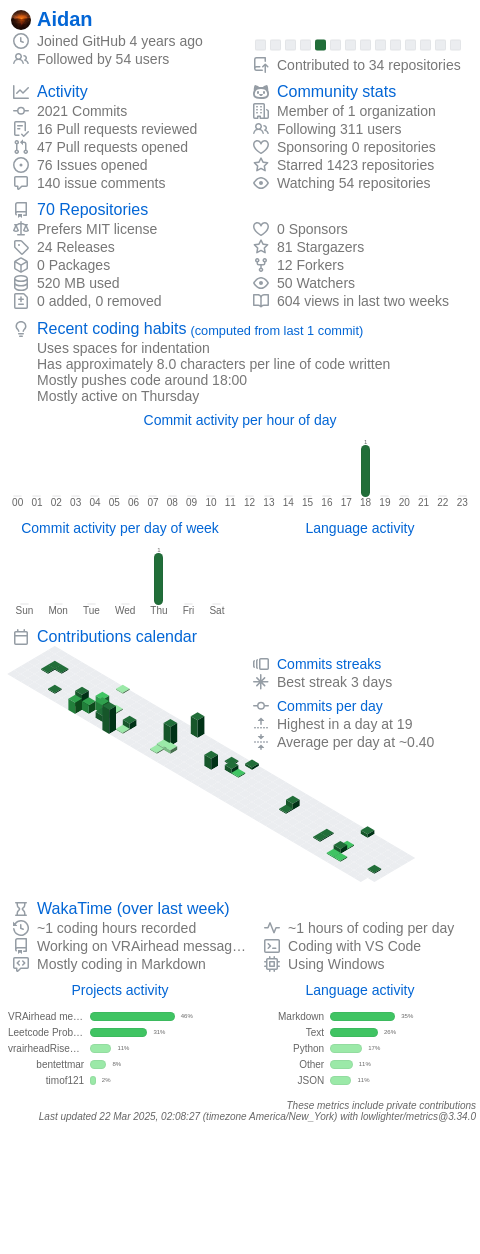 Aidan
Joined GitHub 4 years ago
Followed by 54 users
Contributed to 34 repositories
Activity
2021 Commits
16 Pull requests reviewed
47 Pull requests opened
76 Issues opened
140 issue comments
Community stats
Member of 1 organization
Following 311 users
Sponsoring 0 repositories
Starred 1423 repositories
Watching 54 repositories
70 Repositories
Prefers MIT license
24 Releases
0 Packages
520 MB used
0 added, 0 removed
0 Sponsors
81 Stargazers
12 Forkers
50 Watchers
604 views in last two weeks
Recent coding habits (computed from last 1 commit)
Uses spaces for indentation
Has approximately 8.0 characters per line of code written
Mostly pushes code around 18:00
Mostly active on Thursday
Commit activity per hour of day
1
00 01 02 03 04 05 06 07 08 09 10 11 12 13 14 15 16 17 18 19 20 21 22 23
Commit activity per day of week
1
Sun Mon Tue Wed Thu Fri Sat
Language activity
Contributions calendar
Commits streaks
Best streak 3 days
Commits per day
Highest in a day at 19
Average per day at ~0.40
WakaTime (over last week)
~1 coding hours recorded
Working on VRAirhead messag…
Mostly coding in Markdown
~1 hours of coding per day
Coding with VS Code
Using Windows
Projects activity
VRAirhead me… 46%
Leetcode Prob… 31%
vrairheadRise… 11%
bentettmar 8%
timof121 2%
Language activity
Markdown 35%
Text 26%
Python 17%
Other 11%
JSON 11%
These metrics include private contributions
Last updated 22 Mar 2025, 02:08:27 (timezone America/New_York) with lowlighter/metrics@3.34.0